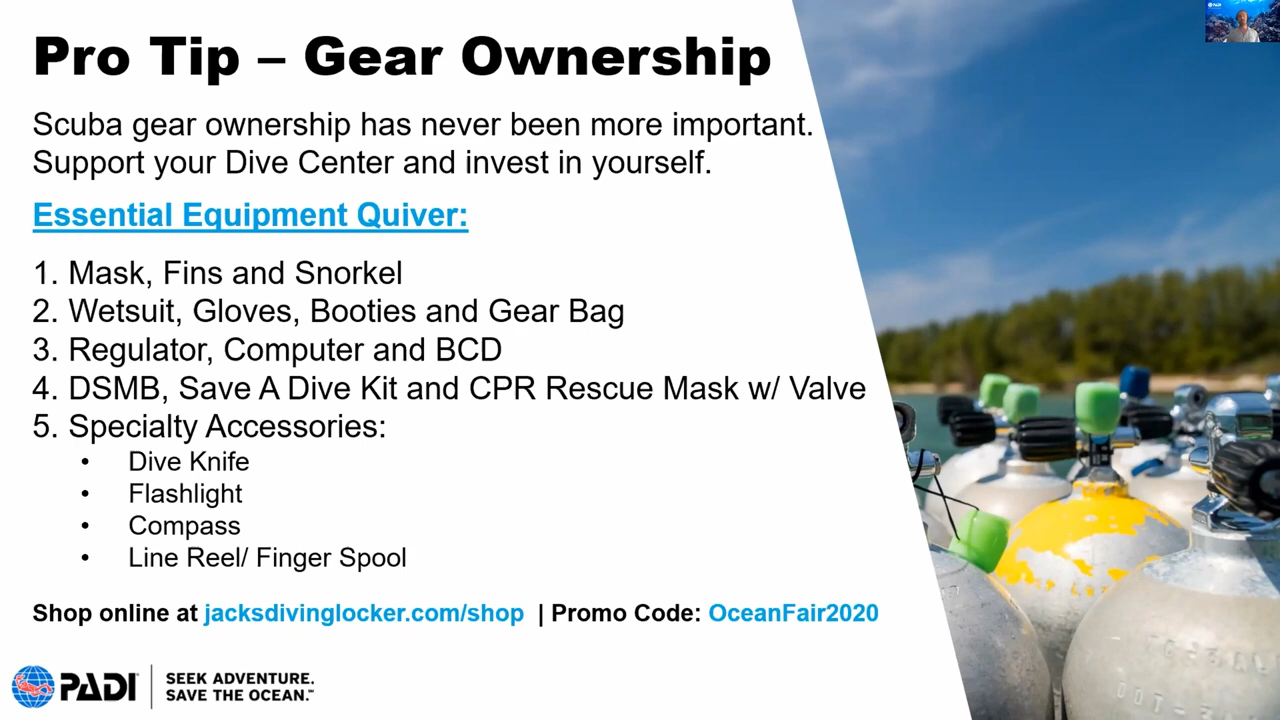 Pro Tip – Gear Ownership
Scuba gear ownership has never been more important.
Support your Dive Center and invest in yourself.
Essential Equipment Quiver:
1. Mask, Fins and Snorkel
2. Wetsuit, Gloves, Booties and Gear Bag
3. Regulator, Computer and BCD
4. DSMB, Save A Dive Kit and CPR Rescue Mask w/ Valve
5. Specialty Accessories:
• Dive Knife
• Flashlight
• Compass
• Line Reel/ Finger Spool
Shop online at jacksdivinglocker.com/shop | Promo Code: OceanFair2020
PADI
SEEK ADVENTURE.
SAVE THE OCEAN.℠
PADI